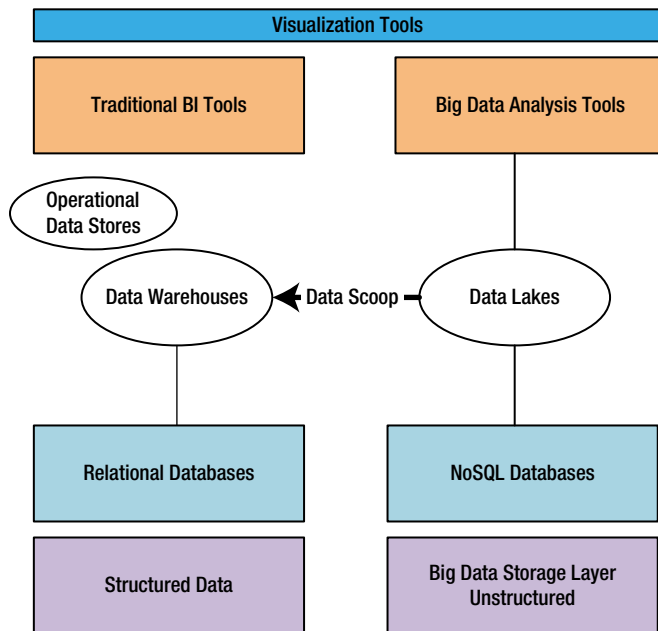 Visualization Tools
Traditional BI Tools
Big Data Analysis Tools
Operational
Data Stores
Data Warehouses
Data Scoop
Data Lakes
Relational Databases
NoSQL Databases
Structured Data
Big Data Storage Layer
Unstructured